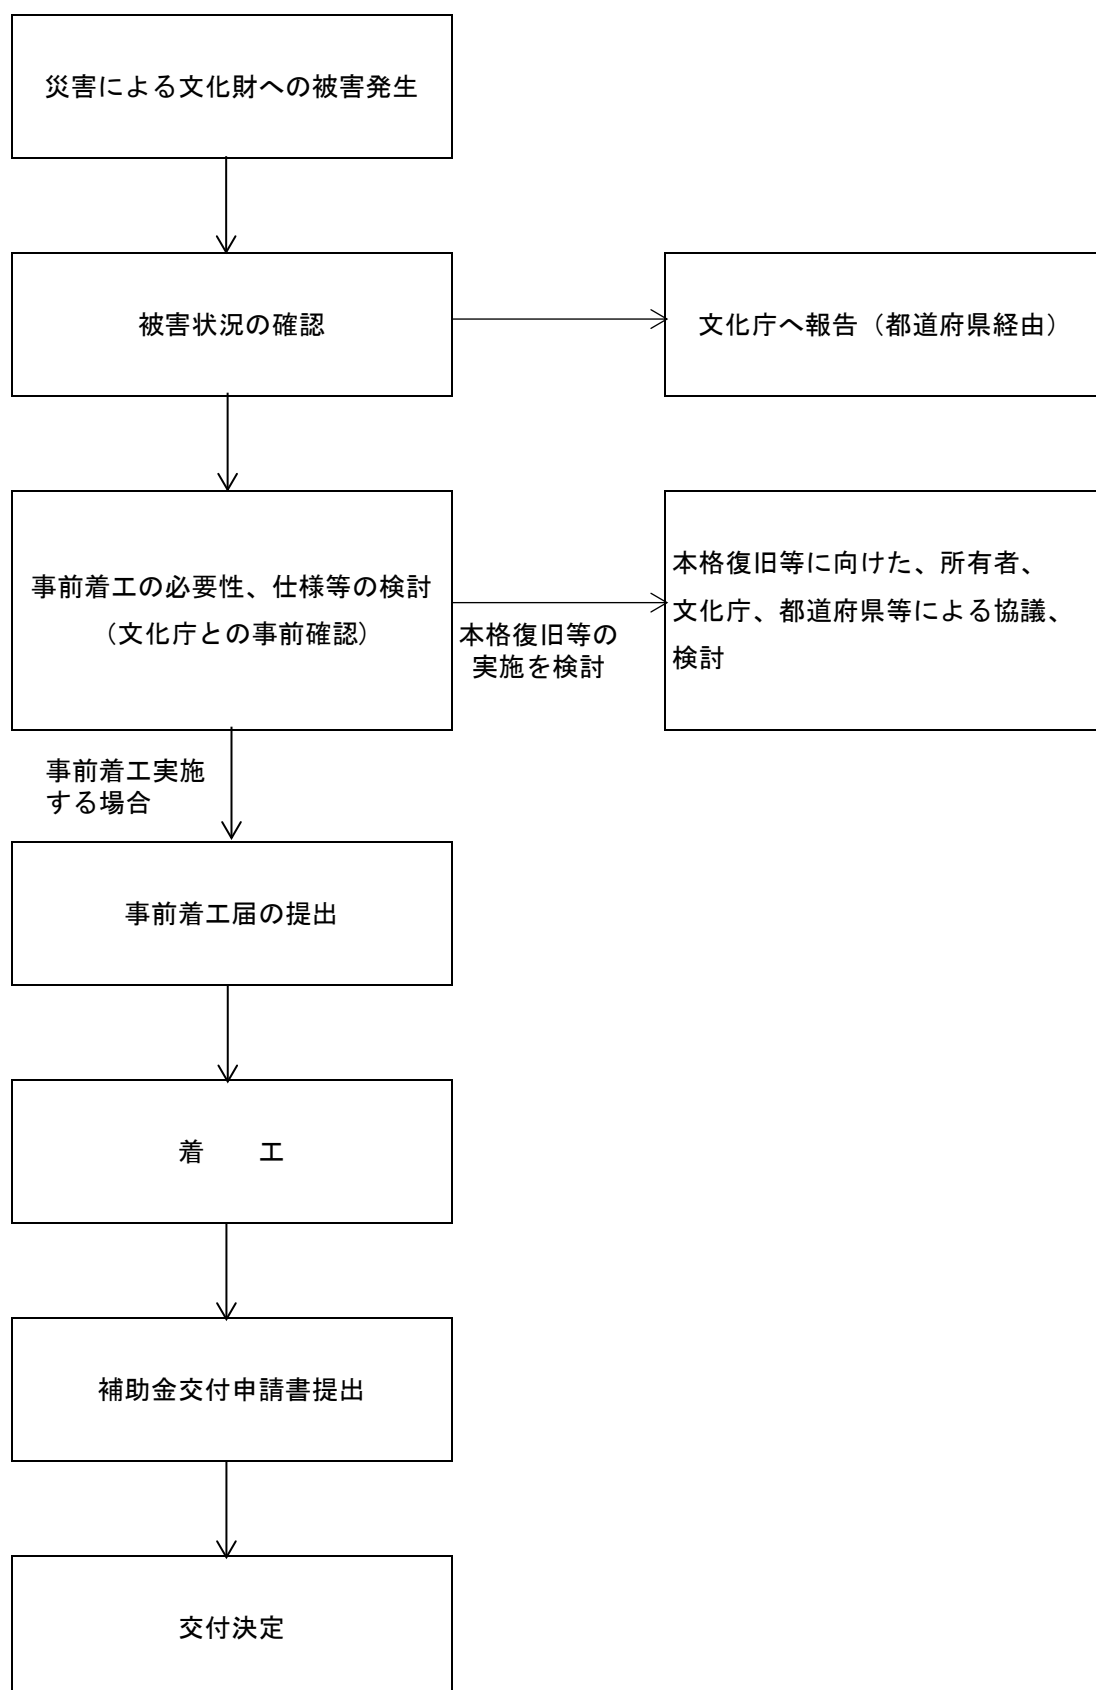 災害による文化財への被害発生
被害状況の確認
文化庁へ報告（都道府県経由）
事前着工の必要性、仕様等の検討
（文化庁との事前確認）
本格復旧等の
実施を検討
本格復旧等に向けた、所有者、
文化庁、都道府県等による協議、
検討
事前着工実施
する場合
事前着工届の提出
着　　工
補助金交付申請書提出
交付決定